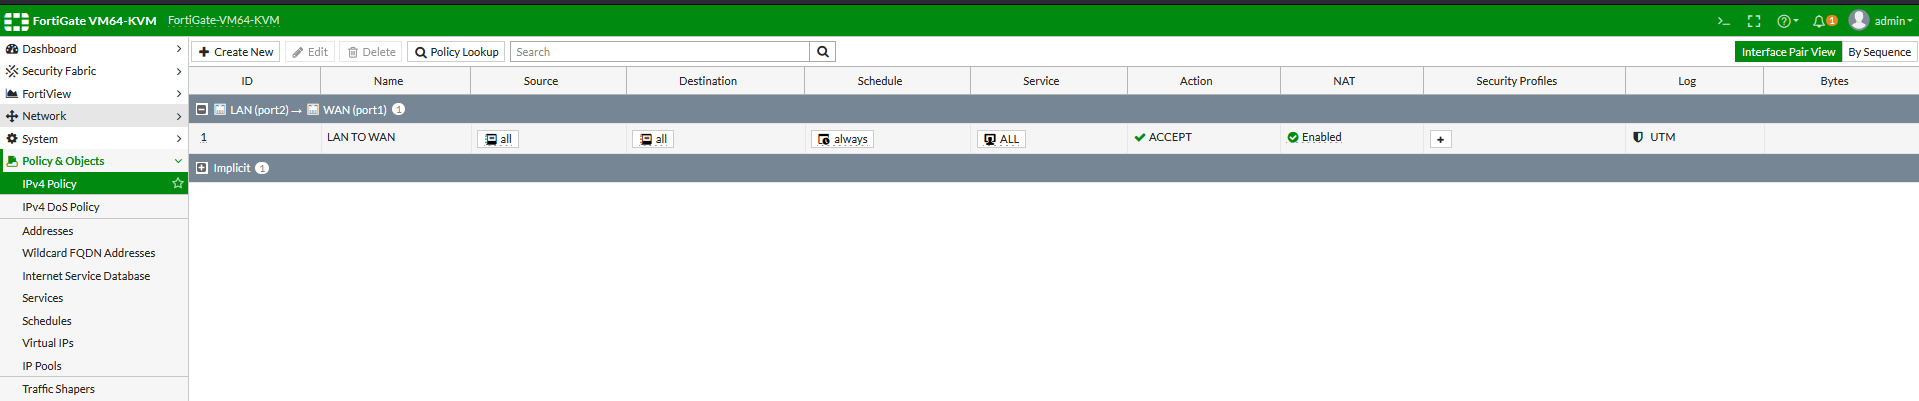 FortiGate VM64-KVM FortiGate-VM64-KVM >_ 1 admin
Dashboard
Security Fabric
FortiView
Network
System
Policy & Objects
IPv4 Policy
IPv4 DoS Policy
Addresses
Wildcard FQDN Addresses
Internet Service Database
Services
Schedules
Virtual IPs
IP Pools
Traffic Shapers
Create New Edit Delete Policy Lookup Search Interface Pair View By Sequence
ID Name Source Destination Schedule Service Action NAT Security Profiles Log Bytes
LAN (port2) → WAN (port1) 1
1 LAN TO WAN all all always ALL ACCEPT Enabled + UTM
Implicit 1